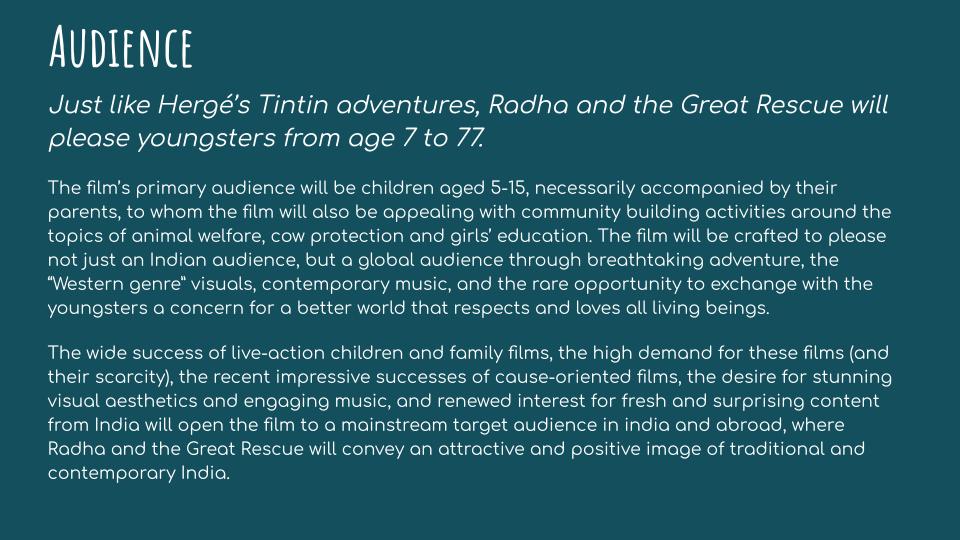 AUDIENCE
Just like Hergé’s Tintin adventures, Radha and the Great Rescue will
please youngsters from age 7 to 77.
The film’s primary audience will be children aged 5-15, necessarily accompanied by their
parents, to whom the film will also be appealing with community building activities around the
topics of animal welfare, cow protection and girls’ education. The film will be crafted to please
not just an Indian audience, but a global audience through breathtaking adventure, the
“Western genre” visuals, contemporary music, and the rare opportunity to exchange with the
youngsters a concern for a better world that respects and loves all living beings.
The wide success of live-action children and family films, the high demand for these films (and
their scarcity), the recent impressive successes of cause-oriented films, the desire for stunning
visual aesthetics and engaging music, and renewed interest for fresh and surprising content
from India will open the film to a mainstream target audience in india and abroad, where
Radha and the Great Rescue will convey an attractive and positive image of traditional and
contemporary India.